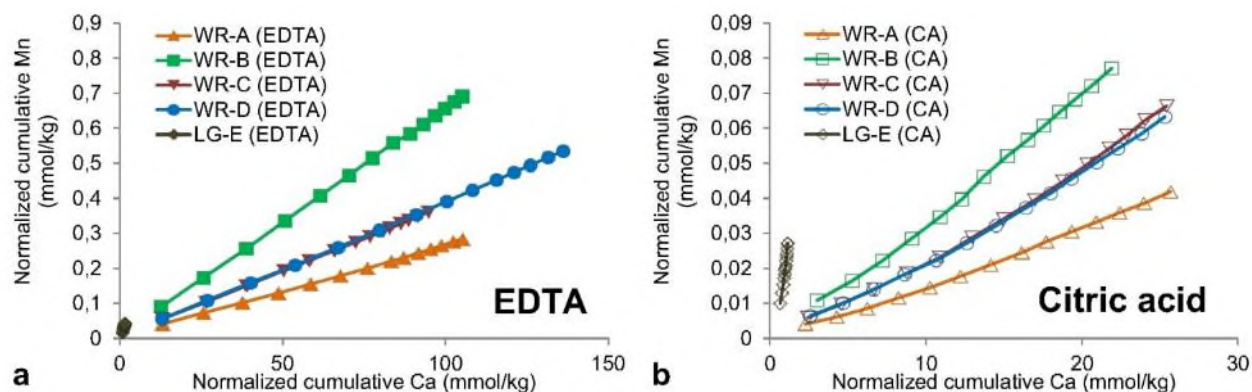 Normalized cumulative Mn
(mmol/kg)
0,9
0,8
0,7
0,6
0,5
0,4
0,3
0,2
0,1
0
WR-A (EDTA)
WR-B (EDTA)
WR-C (EDTA)
WR-D (EDTA)
LG-E (EDTA)
EDTA
0
50
100
150
a
Normalized cumulative Ca (mmol/kg)
Normalized cumulative Mn
(mmol/kg)
0,09
0,08
0,07
0,06
0,05
0,04
0,03
0,02
0,01
0
WR-A (CA)
WR-B (CA)
WR-C (CA)
WR-D (CA)
LG-E (CA)
Citric acid
0
10
20
30
b
Normalized cumulative Ca (mmol/kg)